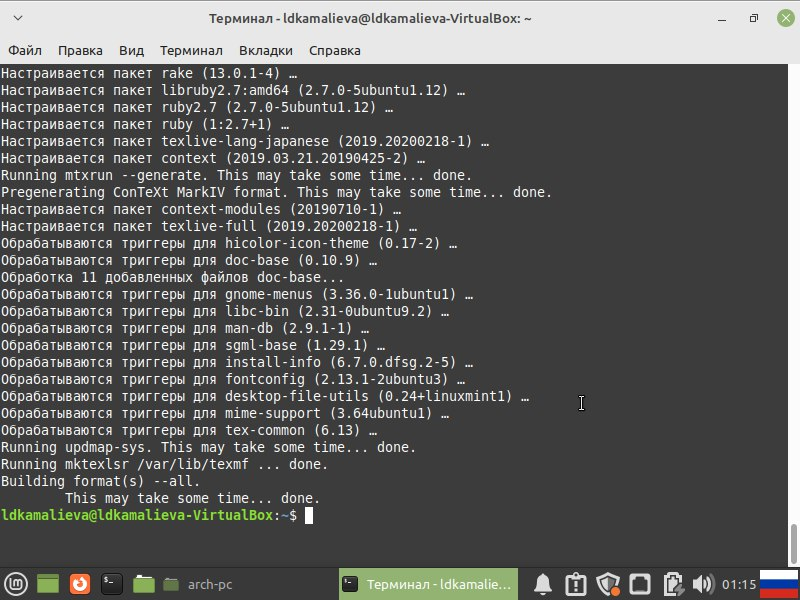 Терминал - ldkamalieva@ldkamalieva-VirtualBox: ~
Файл Правка Вид Терминал Вкладки Справка
Настраивается пакет rake (13.0.1-4) …
Настраивается пакет libruby2.7:amd64 (2.7.0-5ubuntu1.12) …
Настраивается пакет ruby2.7 (2.7.0-5ubuntu1.12) …
Настраивается пакет ruby (1:2.7+1) …
Настраивается пакет texlive-lang-japanese (2019.20200218-1) …
Настраивается пакет context (2019.03.21.20190425-2) …
Running mtxrun --generate. This may take some time... done.
Pregenerating ConTeXt MarkIV format. This may take some time... done.
Настраивается пакет context-modules (20190710-1) …
Настраивается пакет texlive-full (2019.20200218-1) …
Обрабатываются триггеры для hicolor-icon-theme (0.17-2) …
Обрабатываются триггеры для doc-base (0.10.9) …
Обработка 11 добавленных файлов doc-base...
Обрабатываются триггеры для gnome-menus (3.36.0-1ubuntu1) …
Обрабатываются триггеры для libc-bin (2.31-0ubuntu9.2) …
Обрабатываются триггеры для man-db (2.9.1-1) …
Обрабатываются триггеры для sgml-base (1.29.1) …
Обрабатываются триггеры для install-info (6.7.0.dfsg.2-5) …
Обрабатываются триггеры для fontconfig (2.13.1-2ubuntu3) …
Обрабатываются триггеры для desktop-file-utils (0.24+linuxmint1) …
Обрабатываются триггеры для mime-support (3.64ubuntu1) …
Обрабатываются триггеры для tex-common (6.13) …
Running updmap-sys. This may take some time... done.
Running mktexlsr /var/lib/texmf ... done.
Building format(s) --all.
This may take some time... done.
ldkamalieva@ldkamalieva-VirtualBox:~$
arch-pc Терминал - ldkamalie... 01:15